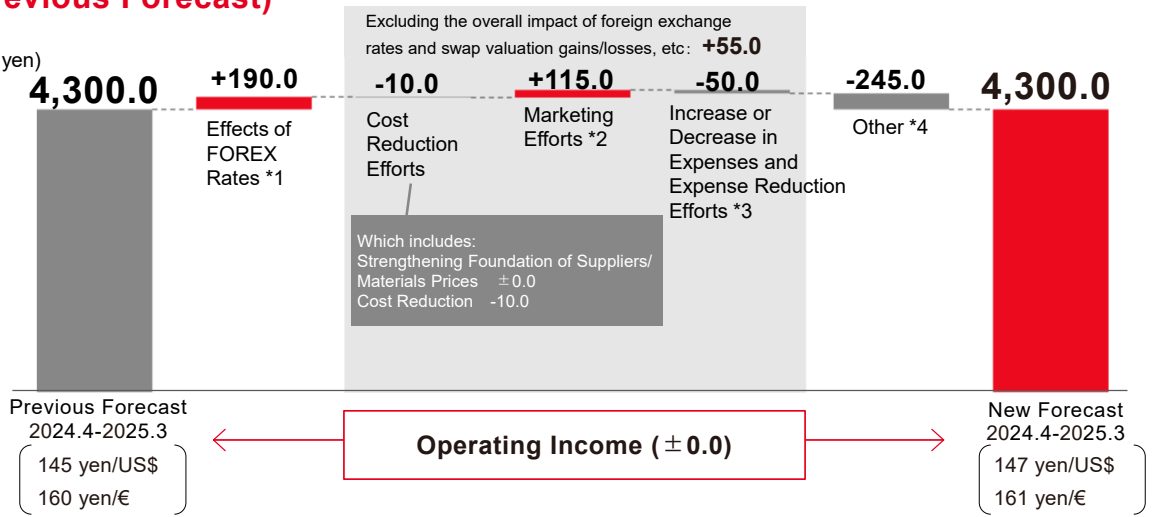 evious Forecast)
yen)
Excluding the overall impact of foreign exchange
rates and swap valuation gains/losses, etc: +55.0
4,300.0
+190.0
Effects of
FOREX
Rates *1
-10.0
Cost
Reduction
Efforts
+115.0
Marketing
Efforts *2
-50.0
Increase or
Decrease in
Expenses and
Expense Reduction
Efforts *3
-245.0
Other *4
4,300.0
Which includes:
Strengthening Foundation of Suppliers/
Materials Prices ±0.0
Cost Reduction -10.0
Previous Forecast
2024.4-2025.3
145 yen/US$
160 yen/€
Operating Income (±0.0)
New Forecast
2024.4-2025.3
147 yen/US$
161 yen/€